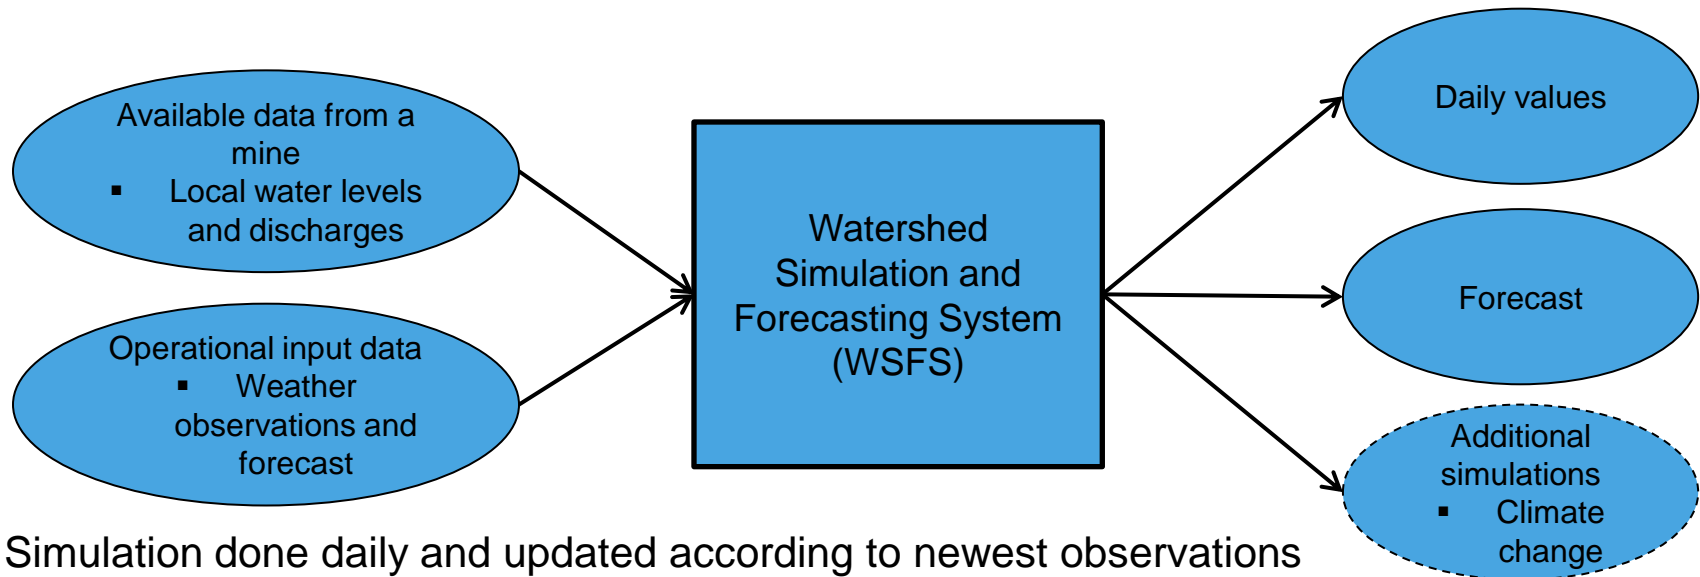 Available data from a
mine
▪ Local water levels
and discharges
Operational input data
▪ Weather
observations and
forecast
Watershed
Simulation and
Forecasting System
(WSFS)
Daily values
Forecast
Additional
simulations
▪ Climate
change
Simulation done daily and updated according to newest observations